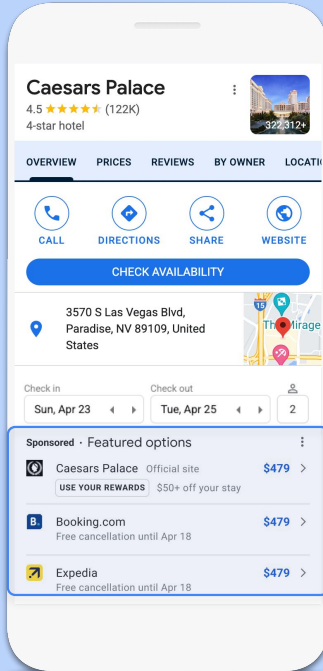 Caesars Palace
4.5 ★★★★★ (122K)
4-star hotel
322,312+
OVERVIEW PRICES REVIEWS BY OWNER LOCATI
CALL DIRECTIONS SHARE WEBSITE
CHECK AVAILABILITY
3570 S Las Vegas Blvd,
Paradise, NV 89109, United
States
15
Mirage
Check in Check out
Sun, Apr 23 Tue, Apr 25 2
Sponsored · Featured options
Caesars Palace Official site $479
USE YOUR REWARDS $50+ off your stay
B. Booking.com $479
Free cancellation until Apr 18
Expedia $479
Free cancellation until Apr 18